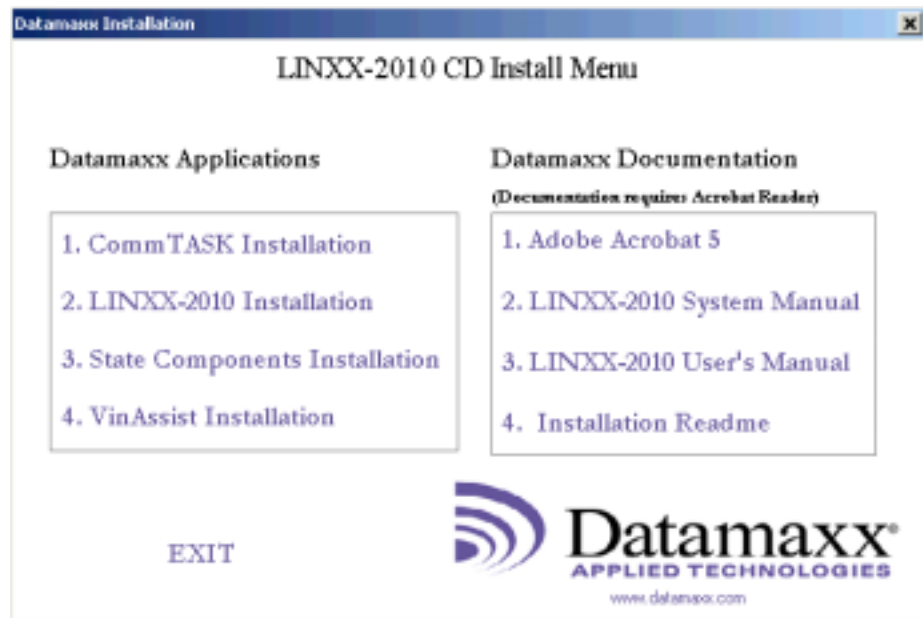 Datamaxx Installation
LINXX-2010 CD Install Menu
Datamaxx Applications
1. CommTASK Installation
2. LINXX-2010 Installation
3. State Components Installation
4. VinAssist Installation
Datamaxx Documentation
(Documentation requires Acrobat Reader)
1. Adobe Acrobat 5
2. LINXX-2010 System Manual
3. LINXX-2010 User's Manual
4. Installation Readme
EXIT
Datamaxx®
APPLIED TECHNOLOGIES
www.datamaxx.com